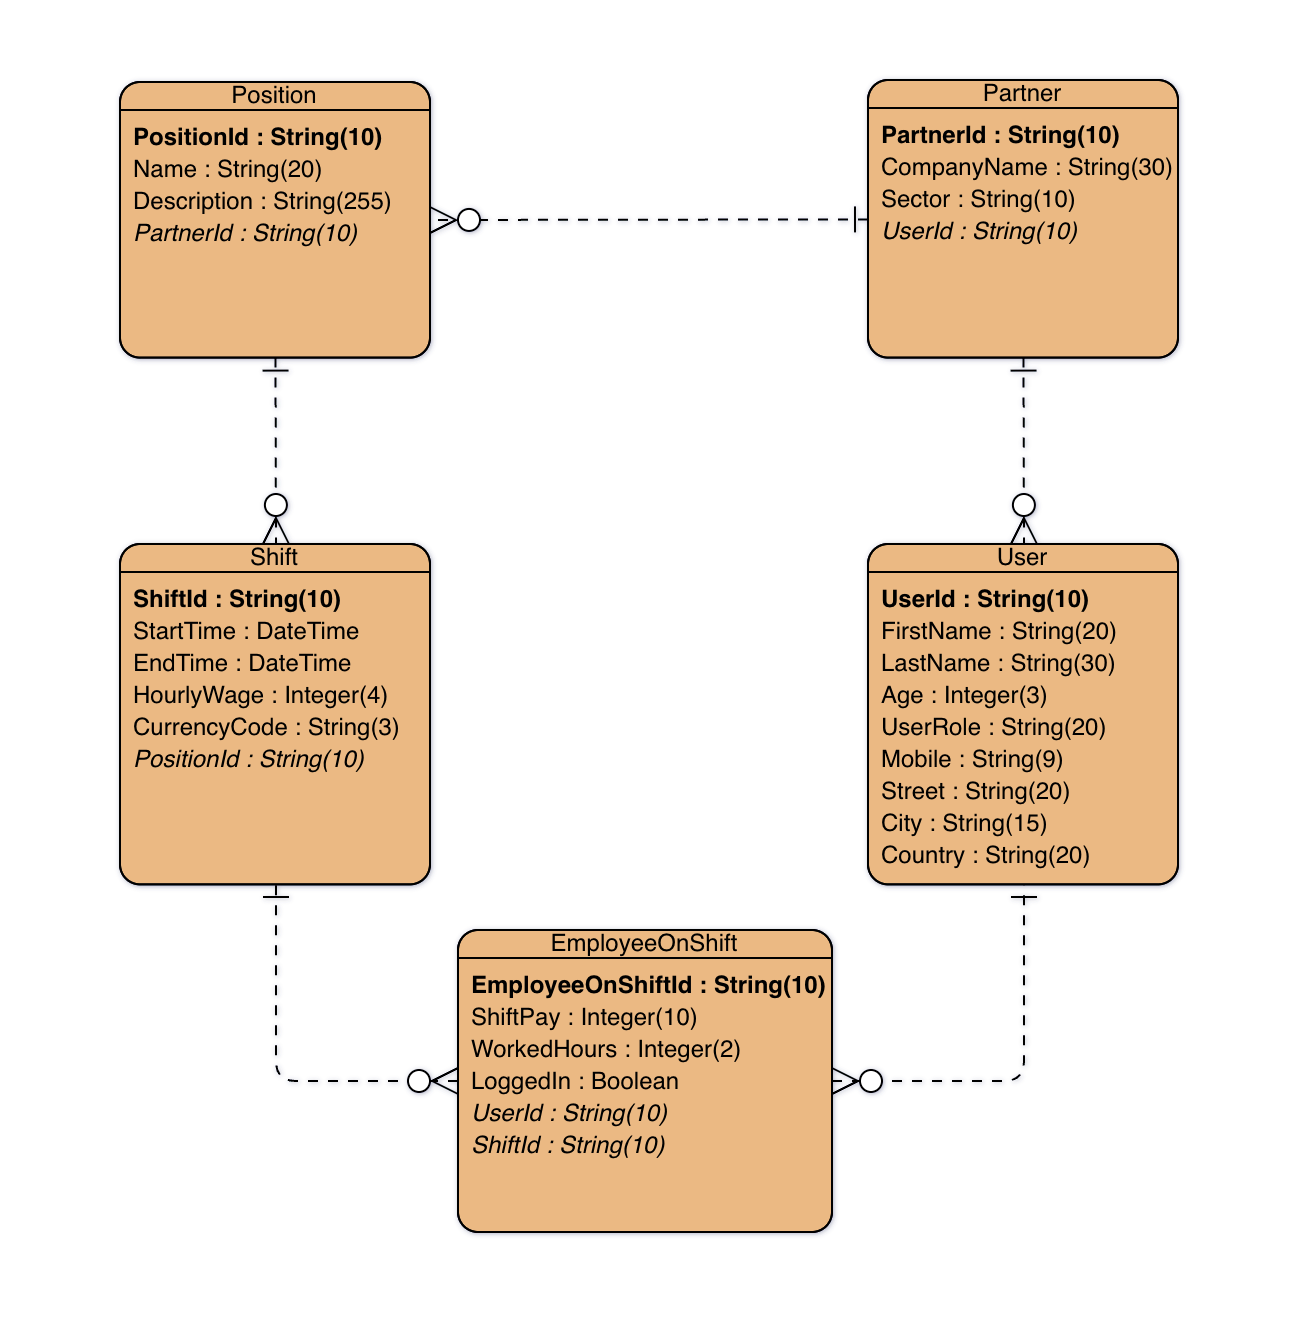 Position
PositionId : String(10)
Name : String(20)
Description : String(255)
PartnerId : String(10)
Partner
PartnerId : String(10)
CompanyName : String(30)
Sector : String(10)
UserId : String(10)
Shift
ShiftId : String(10)
StartTime : DateTime
EndTime : DateTime
HourlyWage : Integer(4)
CurrencyCode : String(3)
PositionId : String(10)
User
UserId : String(10)
FirstName : String(20)
LastName : String(30)
Age : Integer(3)
UserRole : String(20)
Mobile : String(9)
Street : String(20)
City : String(15)
Country : String(20)
EmployeeOnShift
EmployeeOnShiftId : String(10)
ShiftPay : Integer(10)
WorkedHours : Integer(2)
LoggedIn : Boolean
UserId : String(10)
ShiftId : String(10)